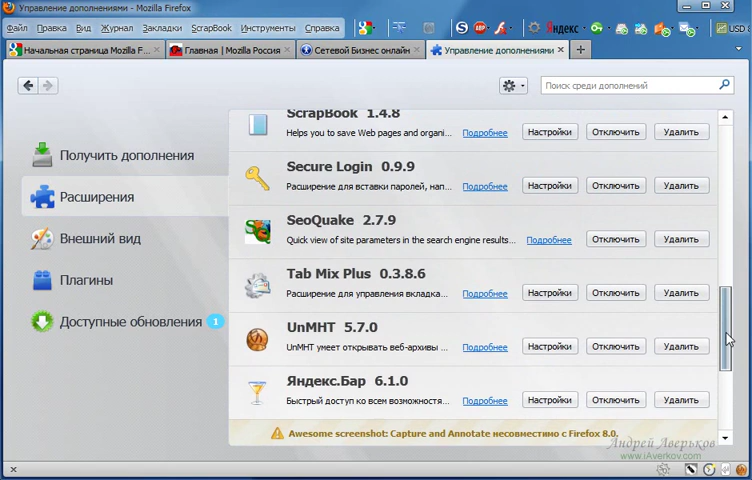 Управление дополнениями - Mozilla Firefox
Файл Правка Вид Журнал Закладки ScrapBook Инструменты Справка
S ABP Яндекс USD
Начальная страница Mozilla F... Главная | Mozilla Россия Сетевой Бизнес онлайн Управление дополнениями
Поиск среди дополнений
Получить дополнения
Расширения
Внешний вид
Плагины
Доступные обновления 1
ScrapBook 1.4.8
Helps you to save Web pages and organi... Подробнее Настройки Отключить Удалить
Secure Login 0.9.9
Расширение для вставки паролей, нап... Подробнее Настройки Отключить Удалить
SeoQuake 2.7.9
Quick view of site parameters in the search engine results... Подробнее Отключить Удалить
Tab Mix Plus 0.3.8.6
Расширение для управления вкладка... Подробнее Настройки Отключить Удалить
UnMHT 5.7.0
UnMHT умеет открывать веб-архивы ... Подробнее Настройки Отключить Удалить
Яндекс.Бар 6.1.0
Быстрый доступ ко всем возможностя... Подробнее Настройки Отключить Удалить
Awesome screenshot: Capture and Annotate несовместимо с Firefox 8.0.
Андрей Аверьков
www.iAverkov.com